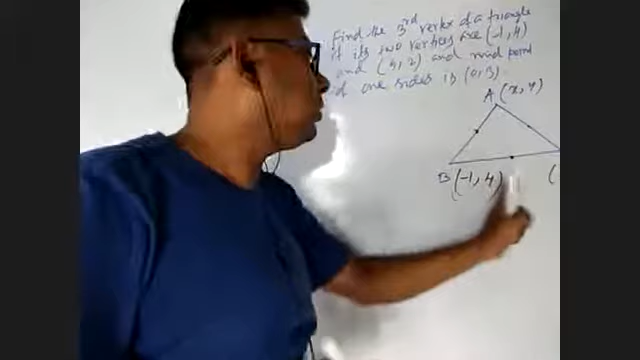 Find the 3rd vertex of a triangle
if its two vertices are (-1, 4)
and (5, 2) and mid point
of one sides is (0, 3).
A (x, y)
B (-1, 4) (